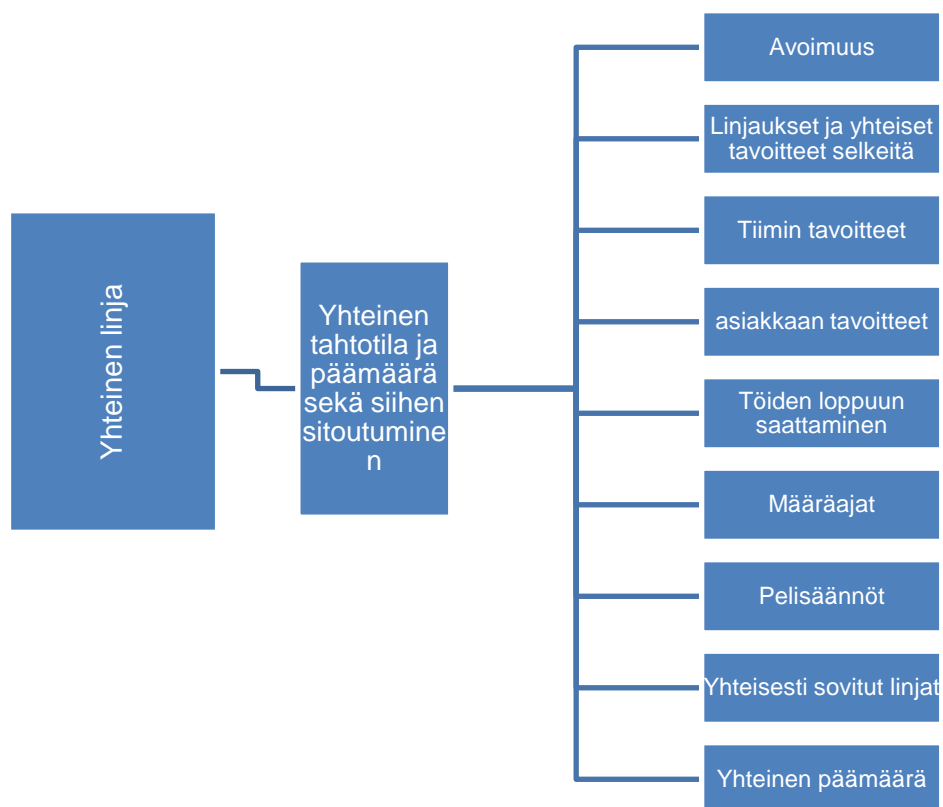 Yhteinen linja
Yhteinen
tahtotila ja
päämäärä
sekä siihen
sitoutumine
n
Avoimuus
Linjaukset ja yhteiset
tavoitteet selkeitä
Tiimin tavoitteet
asiakkaan tavoitteet
Töiden loppuun
saattaminen
Määräajat
Pelisäännöt
Yhteisesti sovitut linjat
Yhteinen päämäärä